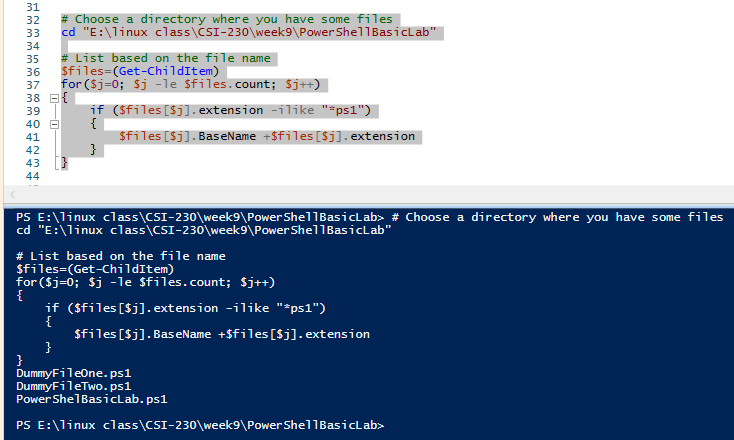 31
32 # Choose a directory where you have some files
33 cd "E:\linux class\CSI-230\week9\PowerShellBasicLab"
34
35 # List based on the file name
36 $files=(Get-ChildItem)
37 for($j=0; $j -le $files.count; $j++)
38 {
39 if ($files[$j].extension -ilike "*ps1")
40 {
41 $files[$j].BaseName +$files[$j].extension
42 }
43 }
44
PS E:\linux class\CSI-230\week9\PowerShellBasicLab> # Choose a directory where you have some files
cd "E:\linux class\CSI-230\week9\PowerShellBasicLab"
# List based on the file name
$files=(Get-ChildItem)
for($j=0; $j -le $files.count; $j++)
{
if ($files[$j].extension -ilike "*ps1")
{
$files[$j].BaseName +$files[$j].extension
}
}
DummyFileOne.ps1
DummyFileTwo.ps1
PowerShelBasicLab.ps1
PS E:\linux class\CSI-230\week9\PowerShellBasicLab>